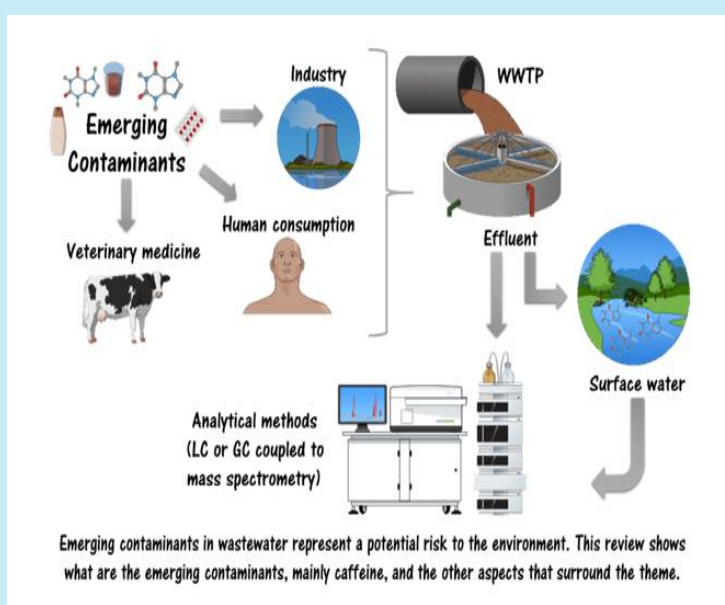 Industry
WWTP
Emerging
Contaminants
Human consumption
Veterinary medicine
Effluent
Surface water
Analytical methods
(LC or GC coupled to
mass spectrometry)
Emerging contaminants in wastewater represent a potential risk to the environment. This review shows
what are the emerging contaminants, mainly caffeine, and the other aspects that surround the theme.